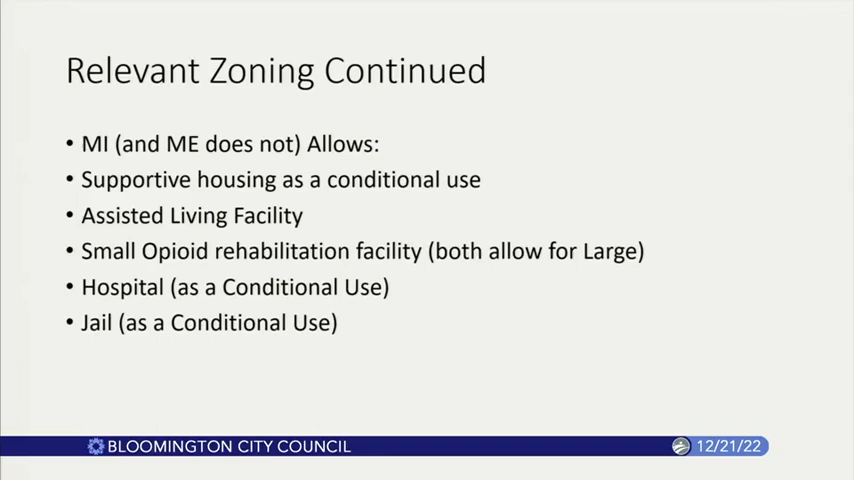 Relevant Zoning Continued
• MI (and ME does not) Allows:
• Supportive housing as a conditional use
• Assisted Living Facility
• Small Opioid rehabilitation facility (both allow for Large)
• Hospital (as a Conditional Use)
• Jail (as a Conditional Use)
BLOOMINGTON CITY COUNCIL
12/21/22